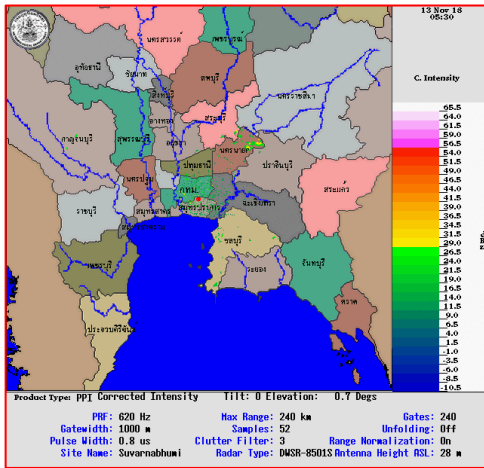 13 Nov 16
05:30
C. Intensity
65.5
64.0
61.5
59.0
56.5
54.0
51.5
49.0
46.5
44.0
41.5
39.0
36.5
34.0
31.5
29.0
26.5
24.0
21.5
19.0
16.5
14.0
11.5
9.0
6.5
4.0
1.5
-1.0
-3.5
-6.0
-8.5
-10.5
นครสวรรค์
เพชรบูรณ์
อุทัยธานี
ชัยนาท
ลพบุรี
สิงห์บุรี
นครราชสีมา
อ่างทอง
สระบุรี
กาญจนบุรี
สุพรรณบุรี
อยุธยา
นครนายก
ปทุมธานี
ปราจีนบุรี
นครปฐม
กทม.
สระแก้ว
ราชบุรี
สมุทรสาคร
สมุทรปราการ
ฉะเชิงเทรา
สมุทรสงคราม
ชลบุรี
เพชรบุรี
ระยอง
จันทบุรี
ตราด
ประจวบคีรีขันธ์
Product Type: PPI Corrected Intensity Tilt: 0 Elevation: 0.7 Degs
PRF: 620 Hz Max Range: 240 km Gates: 240
Gatewidth: 1000 m Samples: 52 Unfolding: Off
Pulse Width: 0.8 us Clutter Filter: 3 Range Normalization: On
Site Name: Suvarnabhumi Radar Type: DWSR-8501S Antenna Height ASL: 28 m